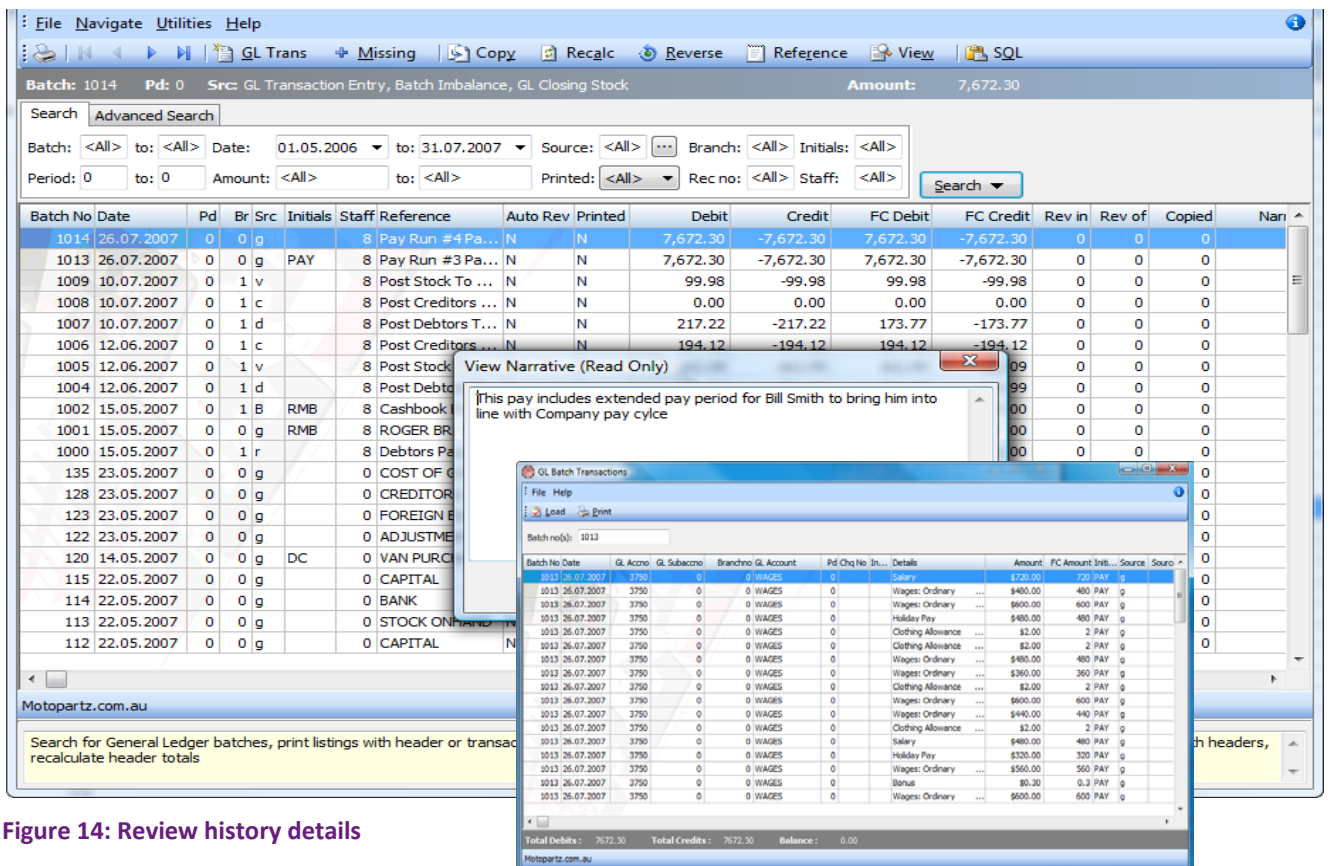 File Navigate Utilities Help
GL Trans Missing Copy Recalc Reverse Reference View SQL
Batch: 1014 Pd: 0 Src: GL Transaction Entry, Batch Imbalance, GL Closing Stock Amount: 7,672.30
Search Advanced Search
Batch: <All> to: <All> Date: 01.05.2006 to: 31.07.2007 Source: <All> ... Branch: <All> Initials: <All>
Period: 0 to: 0 Amount: <All> to: <All> Printed: <All> Rec no: <All> Staff: <All> Search
Batch No Date Pd Br Src Initials Staff Reference Auto Rev Printed Debit Credit FC Debit FC Credit Rev in Rev of Copied Narr
1014 26.07.2007 0 0 g 8 Pay Run #4 Pa... N N 7,672.30 -7,672.30 7,672.30 -7,672.30 0 0 0
1013 26.07.2007 0 0 g PAY 8 Pay Run #3 Pa... N N 7,672.30 -7,672.30 7,672.30 -7,672.30 0 0 0
1009 10.07.2007 0 1 v 8 Post Stock To ... N N 99.98 -99.98 99.98 -99.98 0 0 0
1008 10.07.2007 0 1 c 8 Post Creditors ... N N 0.00 0.00 0.00 0.00 0 0 0
1007 10.07.2007 0 1 d 8 Post Debtors T... N N 217.22 -217.22 173.77 -173.77 0 0 0
1006 12.06.2007 0 1 c 8 Post Creditors ... N N 194.12 -194.12 194.12 -194.12 0 0 0
1005 12.06.2007 0 1 v 8 Post Stock 09 0 0 0
1004 12.06.2007 0 1 d 8 Post Debto 99 0 0 0
1002 15.05.2007 0 1 B RMB 8 Cashbook 00 0 0 0
1001 15.05.2007 0 0 g RMB 8 ROGER BR 00 0 0 0
1000 15.05.2007 0 1 r 8 Debtors Pa 00 0 0 0
135 23.05.2007 0 0 g 0 COST OF 0
128 23.05.2007 0 0 g 0 CREDITOR 0
123 23.05.2007 0 0 g 0 FOREIGN E 0
122 23.05.2007 0 0 g 0 ADJUSTME 0
120 14.05.2007 0 0 g DC 0 VAN PURC 0
115 22.05.2007 0 0 g 0 CAPITAL 0
114 22.05.2007 0 0 g 0 BANK 0
113 22.05.2007 0 0 g 0 STOCK ONHAND N 0
112 22.05.2007 0 0 g 0 CAPITAL N 0
Motopartz.com.au
Search for General Ledger batches, print listings with header or transac h headers,
recalculate header totals
View Narrative (Read Only)
This pay includes extended pay period for Bill Smith to bring him into
line with Company pay cylce
GL Batch Transactions
File Help
Load Print
Batch no(s): 1013
Batch No Date GL Accno GL Subaccno Branchno GL Account Pd Chq No In... Details Amount FC Amount Initi... Source Sourc
1013 26.07.2007 3750 0 0 WAGES 0 Salary $720.00 720 PAY g
1013 26.07.2007 3750 0 0 WAGES 0 Wages: Ordinary ... $480.00 480 PAY g
1013 26.07.2007 3750 0 0 WAGES 0 Wages: Ordinary ... $600.00 600 PAY g
1013 26.07.2007 3750 0 0 WAGES 0 Holiday Pay $480.00 480 PAY g
1013 26.07.2007 3750 0 0 WAGES 0 Clothing Allowance ... $2.00 2 PAY g
1013 26.07.2007 3750 0 0 WAGES 0 Clothing Allowance ... $2.00 2 PAY g
1013 26.07.2007 3750 0 0 WAGES 0 Wages: Ordinary ... $480.00 480 PAY g
1013 26.07.2007 3750 0 0 WAGES 0 Wages: Ordinary ... $360.00 360 PAY g
1013 26.07.2007 3750 0 0 WAGES 0 Clothing Allowance ... $2.00 2 PAY g
1013 26.07.2007 3750 0 0 WAGES 0 Wages: Ordinary ... $600.00 600 PAY g
1013 26.07.2007 3750 0 0 WAGES 0 Wages: Ordinary ... $440.00 440 PAY g
1013 26.07.2007 3750 0 0 WAGES 0 Clothing Allowance ... $2.00 2 PAY g
1013 26.07.2007 3750 0 0 WAGES 0 Salary $480.00 480 PAY g
1013 26.07.2007 3750 0 0 WAGES 0 Holiday Pay $320.00 320 PAY g
1013 26.07.2007 3750 0 0 WAGES 0 Wages: Ordinary ... $560.00 560 PAY g
1013 26.07.2007 3750 0 0 WAGES 0 Bonus $0.30 0.3 PAY g
1013 26.07.2007 3750 0 0 WAGES 0 Wages: Ordinary ... $600.00 600 PAY g
Total Debits : 7672.30 Total Credits : 7672.30 Balance : 0.00
Motopartz.com.au
Figure 14: Review history details